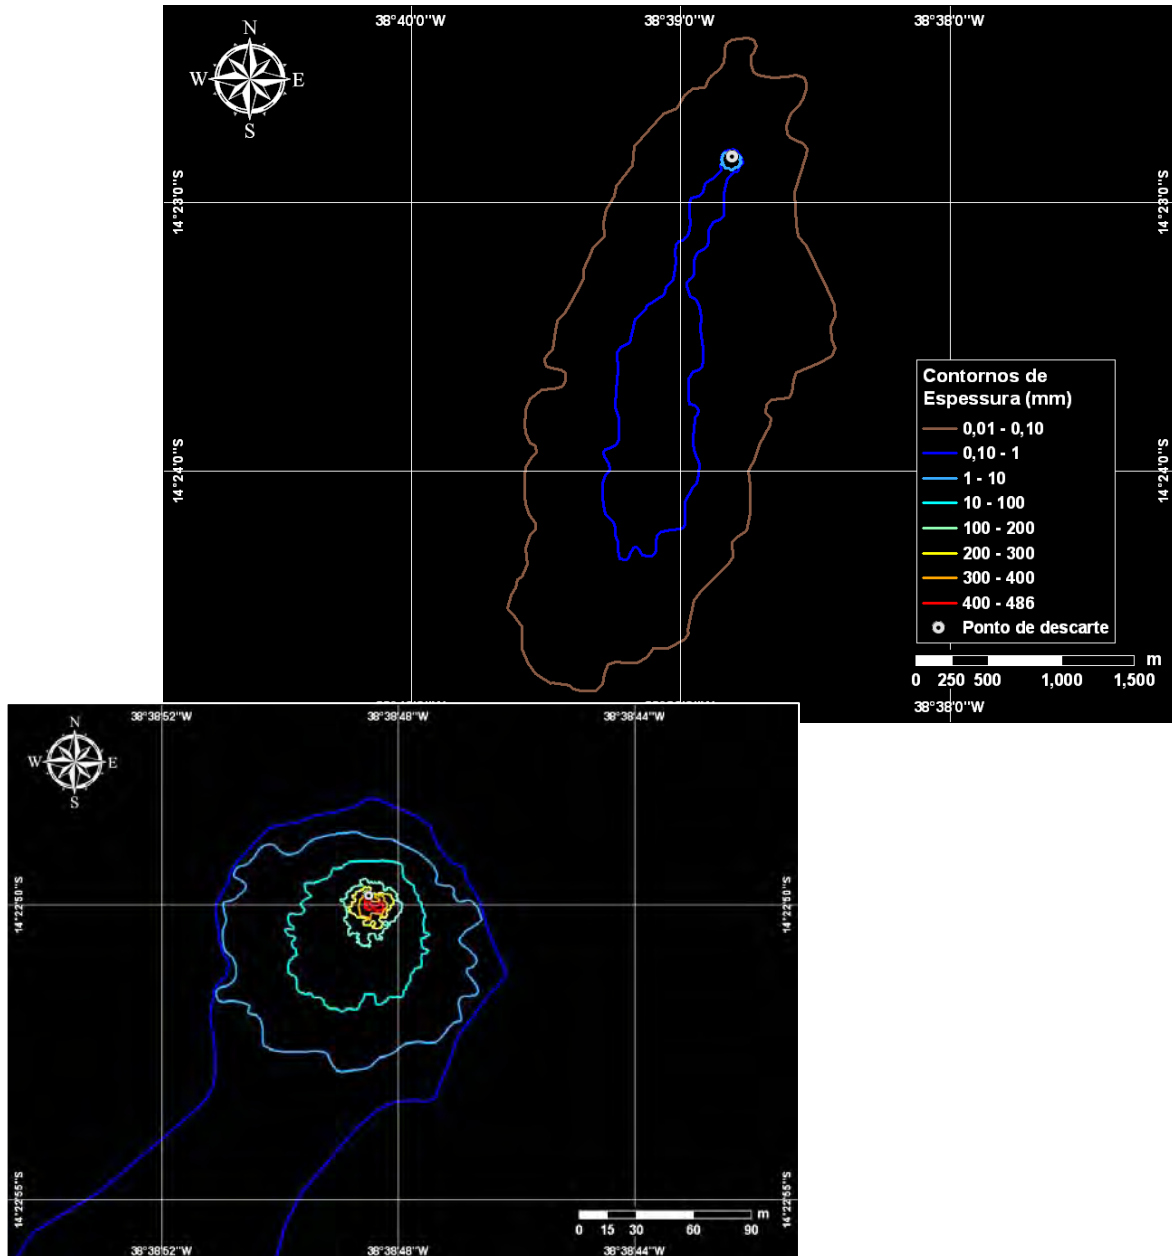 38°40'0"W 38°39'0"W 38°38'0"W
N
W E
S
14°23'0"S 14°23'0"S
14°24'0"S 14°24'0"S
Contornos de
Espessura (mm)
0,01 - 0,10
0,10 - 1
1 - 10
10 - 100
100 - 200
200 - 300
300 - 400
400 - 486
Ponto de descarte
m
0 250 500 1,000 1,500
38°38'0"W
38°38'52"W 38°38'48"W 38°38'44"W
N
W E
S
14°22'50"S 14°22'50"S
14°22'55"S 14°22'55"S
m
0 15 30 60 90
38°38'52"W 38°38'48"W 38°38'44"W